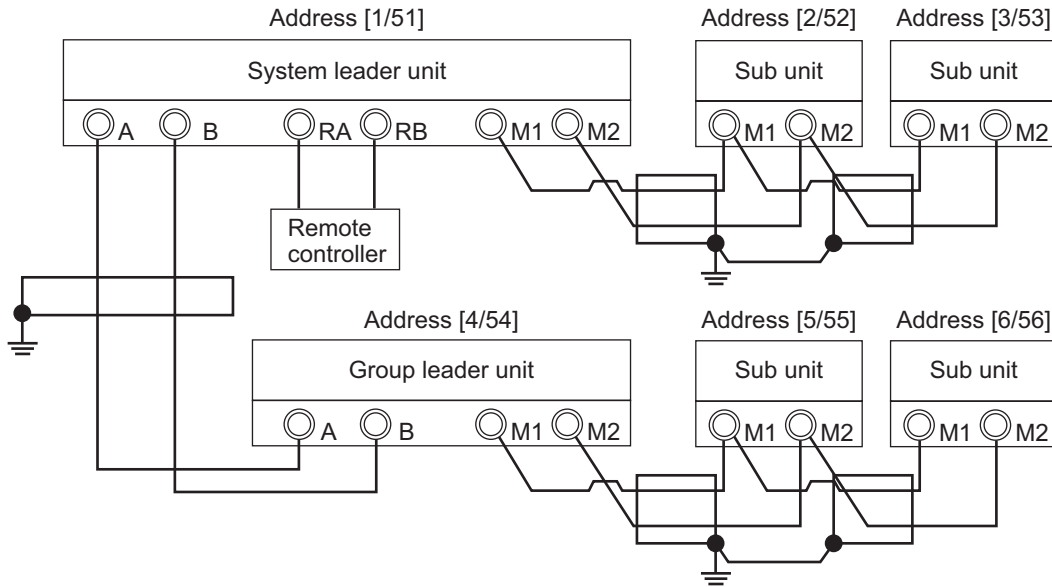 Address [1/51] Address [2/52] Address [3/53]
System leader unit Sub unit Sub unit
A B RA RB M1 M2 M1 M2 M1 M2
Remote
controller
Address [4/54] Address [5/55] Address [6/56]
Group leader unit Sub unit Sub unit
A B M1 M2 M1 M2 M1 M2